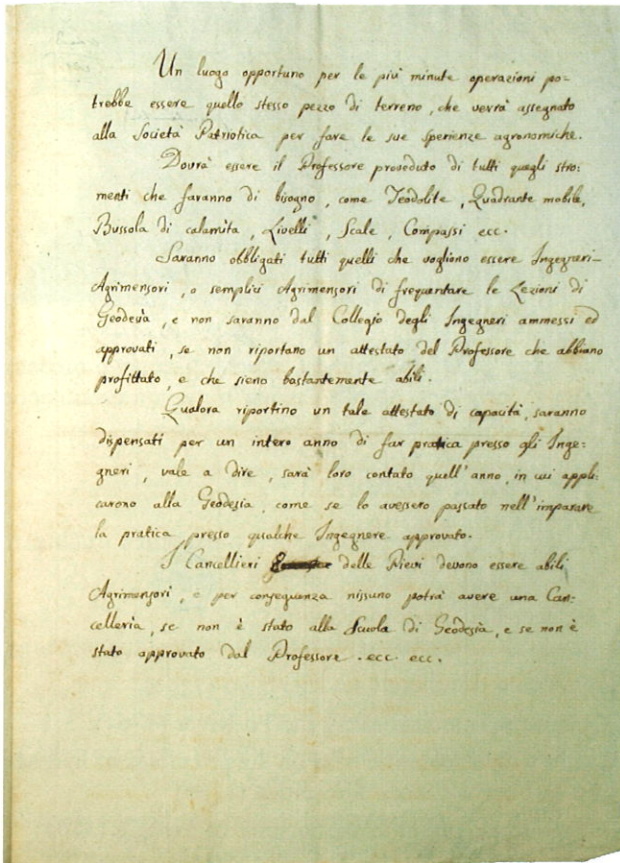 Un luogo opportuno per le più minute operazioni po=
trebbe essere quello stesso pezzo di terreno, che verrà assegnato
alla Società Patriotica per fare le sue sperienze agronomiche.
Dovrà essere il Professore proveduto di tutti quegli stro=
menti che faranno di bisogno, come Teodolite, Quadrante mobile,
Bussola di calamita, Livelli, Scale, Compassi ecc.
Saranno obbligati tutti quelli che vogliono essere Ingegneri-
Agrimensori, o semplici Agrimensori di frequentare le Lezioni di
Geodesia, e non saranno dal Collegio degli Ingegneri ammessi ed
approvati, se non riportano un attestato del Professore che abbiano
profittato, e che sieno bastantemente abili.
Qualora riportino un tale attestato di capacità, saranno
dispensati per un intero anno di far pratica presso gli Inge=
gneri, vale a dire, sarà loro contato quell'anno, in cui appli=
carono alla Geodesia, come se lo avessero passato nell'imparare
la pratica presso qualche Ingegnere approvato.
I Cancellieri delle Pievi devono essere abili
Agrimensori, e per conseguenza nissuno potrà avere una Can=
celleria, se non è stato alla Scuola di Geodesia, e se non è
stato approvato dal Professore. ecc. ecc.